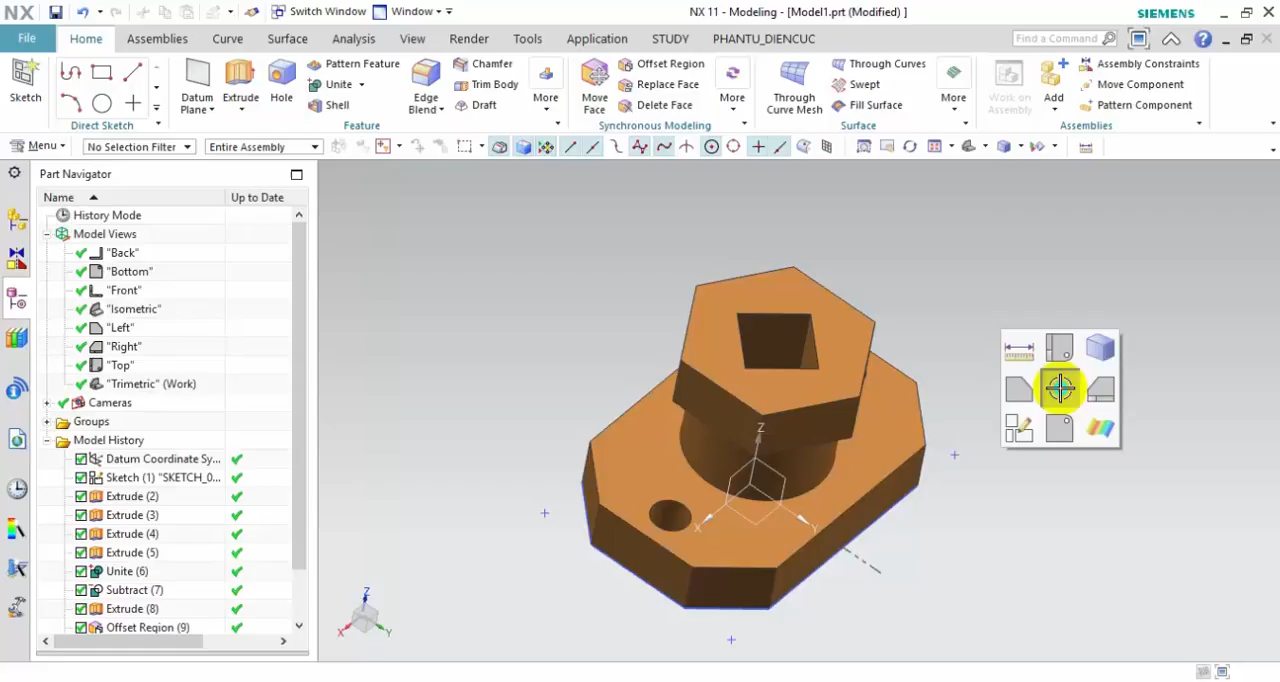 NX Switch Window Window NX 11 - Modeling - [Model1.prt (Modified) ] SIEMENS
File Home Assemblies Curve Surface Analysis View Render Tools Application STUDY PHANTU_DIENCUC Find a Command
Sketch
Direct Sketch
Datum Plane
Extrude
Hole
Pattern Feature
Unite
Shell
Edge Blend
Chamfer
Trim Body
Draft
More
Feature
Move Face
Offset Region
Replace Face
Delete Face
More
Synchronous Modeling
Through Curve Mesh
Through Curves
Swept
Fill Surface
More
Surface
Work on Assembly
Add
Assembly Constraints
Move Component
Pattern Component
Assemblies
Menu No Selection Filter Entire Assembly
Part Navigator
Name Up to Date
History Mode
Model Views
"Back"
"Bottom"
"Front"
"Isometric"
"Left"
"Right"
"Top"
"Trimetric" (Work)
Cameras
Groups
Model History
Datum Coordinate Sy...
Sketch (1) "SKETCH_0...
Extrude (2)
Extrude (3)
Extrude (4)
Extrude (5)
Unite (6)
Subtract (7)
Extrude (8)
Offset Region (9)
Z
X
Y
Z
X
Y